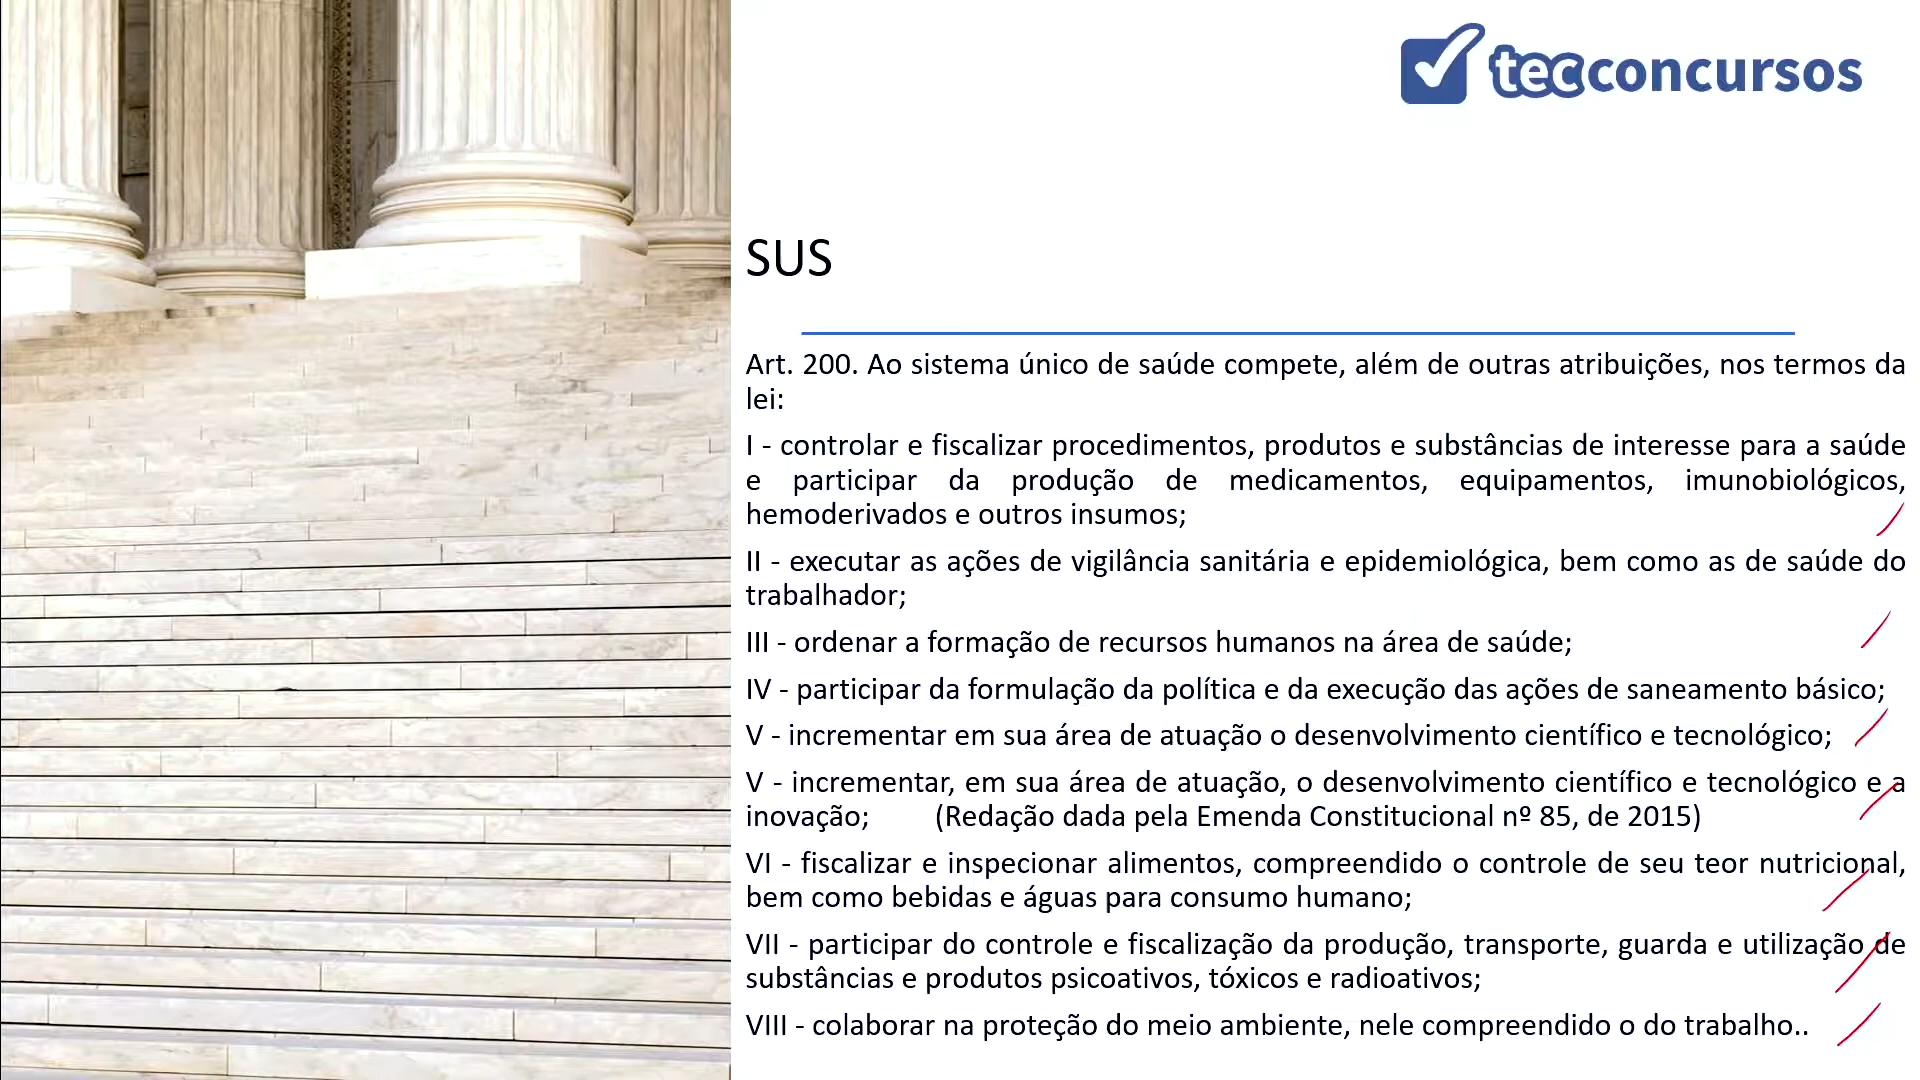 tecconcursos
SUS
Art. 200. Ao sistema único de saúde compete, além de outras atribuições, nos termos da
lei:
I - controlar e fiscalizar procedimentos, produtos e substâncias de interesse para a saúde
e participar da produção de medicamentos, equipamentos, imunobiológicos,
hemoderivados e outros insumos;
II - executar as ações de vigilância sanitária e epidemiológica, bem como as de saúde do
trabalhador;
III - ordenar a formação de recursos humanos na área de saúde;
IV - participar da formulação da política e da execução das ações de saneamento básico;
V - incrementar em sua área de atuação o desenvolvimento científico e tecnológico;
V - incrementar, em sua área de atuação, o desenvolvimento científico e tecnológico e a
inovação; (Redação dada pela Emenda Constitucional nº 85, de 2015)
VI - fiscalizar e inspecionar alimentos, compreendido o controle de seu teor nutricional,
bem como bebidas e águas para consumo humano;
VII - participar do controle e fiscalização da produção, transporte, guarda e utilização de
substâncias e produtos psicoativos, tóxicos e radioativos;
VIII - colaborar na proteção do meio ambiente, nele compreendido o do trabalho..